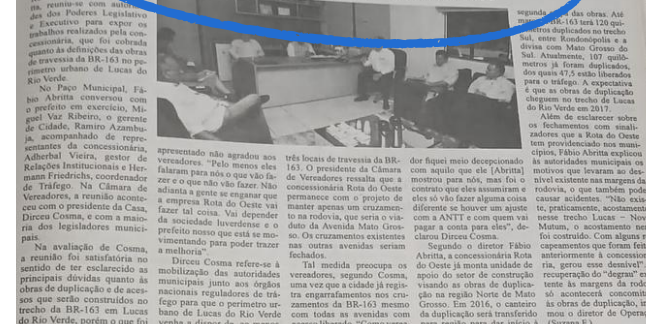 na, reuniu-se com autorida-
des dos Poderes Legislativo
e Executivo para expor os
trabalhos realizados pela con-
cessionária, que foi cobrada
quanto às definições das obras
de travessia da BR-163 no pe-
rímetro urbano de Lucas do
Rio Verde.
No Paço Municipal, Fá-
bio Abritta conversou com
o prefeito em exercício, Mi-
guel Vaz Ribeiro, o gerente
de Cidade, Ramiro Azambu-
ja, acompanhado de repre-
sentantes da concessionária,
Adherbal Vieira, gestor de
Relações Institucionais e Her-
mann Friedrichs, coordenador
de Tráfego. Na Câmara de
Vereadores, a reunião aconte-
ceu com o presidente da Casa,
Dirceu Cosma, e com a maio-
ria dos legisladores munici-
pais.
Na avaliação de Cosma,
a reunião foi satisfatória no
sentido de ter esclarecido as
principais dúvidas quanto às
obras de duplicação e de aces-
sos que serão construídos no
trecho da BR-163 em Lucas
do Rio Verde, porém o que foi
apresentado não agradou aos
vereadores. "Pelo menos eles
falaram para nós o que vão fa-
zer e o que não vão fazer. Não
adianta a gente se enganar que
a empresa Rota do Oeste vai
fazer tal coisa. Vai depender
da sociedade luverdense e o
prefeito nosso que está se mo-
vimentando para poder trazer
a melhoria".
Dirceu Cosma refere-se à
mobilização das autoridades
municipais junto aos órgãos
nacionais reguladores de trá-
fego para que o perímetro ur-
bano de Lucas do Rio Verde
três locais de travessia da BR-
163. O presidente da Câmara
de Vereadores ressalta que a
concessionária Rota do Oeste
permanece com o projeto de
manter apenas um cruzamen-
to na rodovia, que seria o via-
duto da Avenida Mato Gros-
so. Os cruzamentos existentes
nas outras avenidas seriam
fechados.
Tal medida preocupa os
vereadores, segundo Cosma,
uma vez que a cidade já regis-
tra engarrafamentos nos cru-
zamentos da BR-163 mesmo
com todas as avenidas com
dor fiquei meio decepcionado
com aquilo que ele [Abritta]
mostrou para nós, mas foi o
contrato que eles assinaram e
eles só vão fazer alguma coisa
diferente se houver um ajuste
com a ANTT e com quem vai
pagar a conta para eles", de-
clarou Dirceu Cosma.
Segundo o diretor Fábio
Abritta, a concessionária Rota
do Oeste já monta unidade de
apoio do setor de construção
visando as obras de duplica-
ção na região Norte de Mato
Grosso. Em 2016, o canteiro
da duplicação será transferido
segunda etapa das obras. Até
BR-163 terá 120 qui-
metros duplicados no trecho
Sul, entre Rondonópolis e a
divisa com Mato Grosso do
Sul. Atualmente, 107 quilô-
metros já foram duplicados,
dos quais 47,5 estão liberados
para o tráfego. A expectativa
é que as obras de duplicação
cheguem no trecho de Lucas
do Rio Verde em 2017.
Além de esclarecer sobre
os fechamentos com sinali-
zadores que a Rota do Oeste
tem providenciado nos muni-
cípios, Fábio Abritta explicou
às autoridades municipais os
motivos que levaram ao des-
nível existente nas margens da
rodovia, o que também pode
causar acidentes. "Não exis-
te, praticamente, acostamento
nesse trecho Lucas – Nova
Mutum, o acostamento
foi costurido. Com alguns
capeamentos que foram
anteriormente à concessio
ria, gerou esse desnível
recuperação do "degrau"
só acontecerá concomit
às obras de duplicação,
mou o diretor de Opera
(Suzana F.)